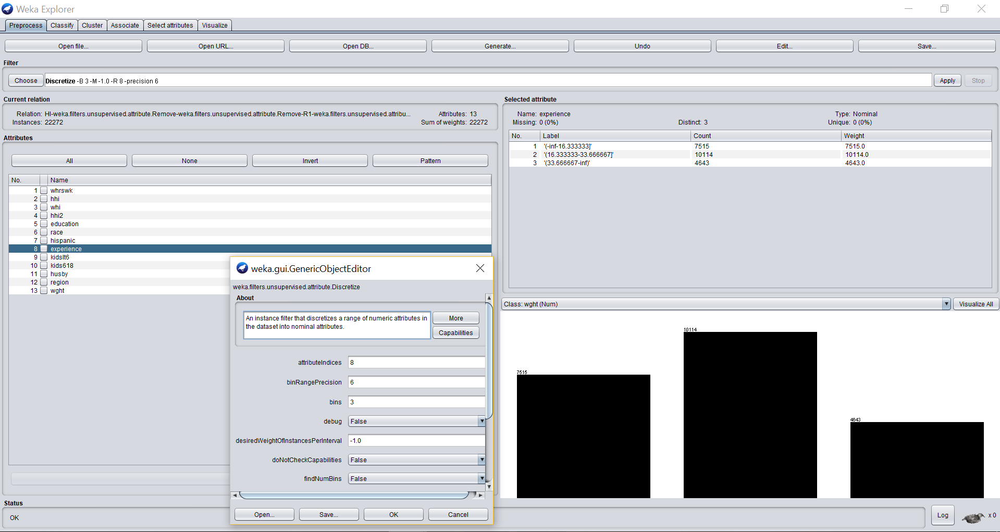 Weka Explorer
Preprocess Classify Cluster Associate Select attributes Visualize
Open file... Open URL... Open DB... Generate... Undo Edit... Save...
Filter
Choose Discretize -B 3 -M -1.0 -R 8 -precision 6 Apply Stop
Current relation
Relation: HI-weka.filters.unsupervised.attribute.Remove-weka.filters.unsupervised.attribute.Remove-R1-weka.filters.unsupervised.attribu... Attributes: 13
Instances: 22272 Sum of weights: 22272
Attributes
All None Invert Pattern
No. Name
1 whrswk
2 hhi
3 whi
4 hhi2
5 education
6 race
7 hispanic
8 experience
9 kidslt6
10 kids618
11 husby
12 region
13 wght
Selected attribute
Name: experience Type: Nominal
Missing: 0 (0%) Distinct: 3 Unique: 0 (0%)
No. Label Count Weight
1 '(-inf-16.333333]' 7515 7515.0
2 '(16.333333-33.666667]' 10114 10114.0
3 '(33.666667-inf)' 4643 4643.0
Class: wght (Num) Visualize All
10114
7515
4643
weka.gui.GenericObjectEditor
weka.filters.unsupervised.attribute.Discretize
About
An instance filter that discretizes a range of numeric attributes in
the dataset into nominal attributes.
More
Capabilities
attributeIndices 8
binRangePrecision 6
bins 3
debug False
desiredWeightOfInstancesPerInterval -1.0
doNotCheckCapabilities False
findNumBins False
Open... Save... OK Cancel
Status
OK
Log x 0